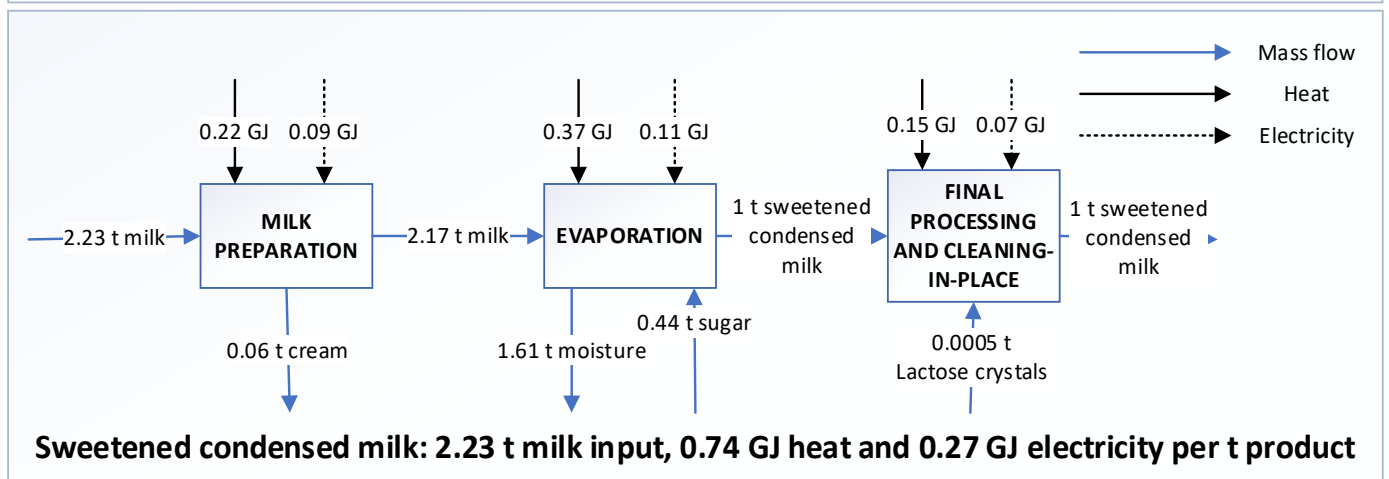 Mass flow
Heat
Electricity
0.22 GJ
0.09 GJ
0.37 GJ
0.11 GJ
0.15 GJ
0.07 GJ
2.23 t milk
MILK
PREPARATION
2.17 t milk
EVAPORATION
1 t sweetened
condensed
milk
FINAL
PROCESSING
AND CLEANING-
IN-PLACE
1 t sweetened
condensed
milk
0.06 t cream
1.61 t moisture
0.44 t sugar
0.0005 t
Lactose crystals
Sweetened condensed milk: 2.23 t milk input, 0.74 GJ heat and 0.27 GJ electricity per t product